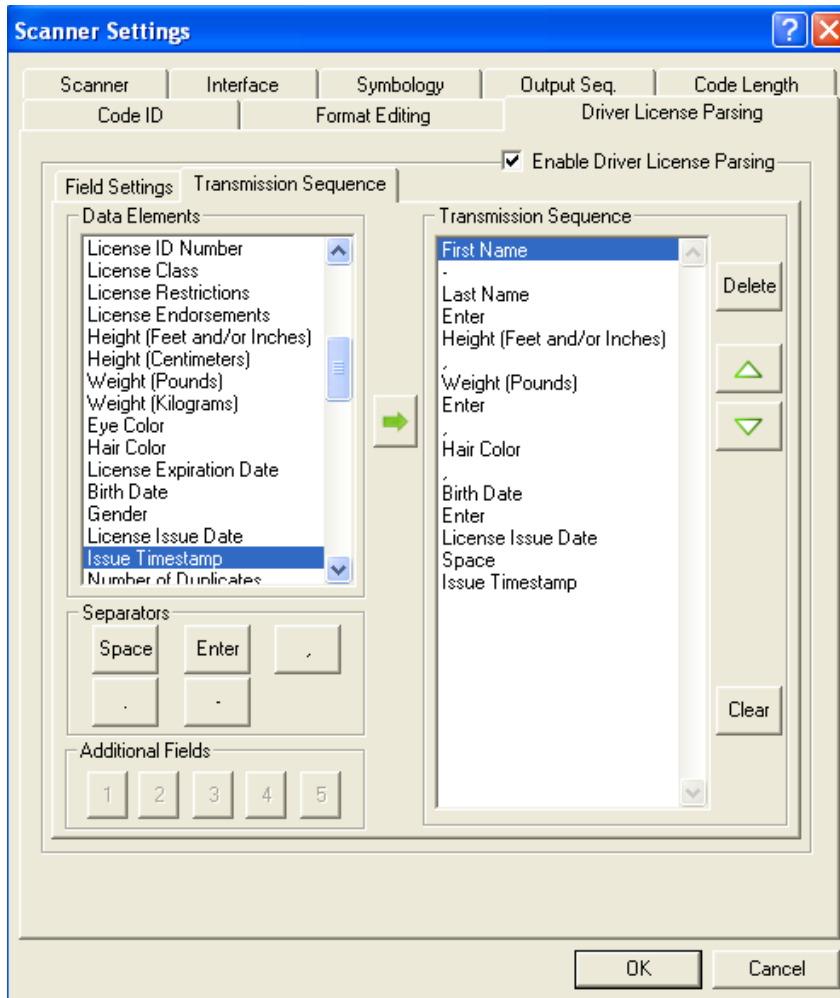 Scanner Settings
Scanner
Interface
Symbology
Output Seq.
Code Length
Code ID
Format Editing
Driver License Parsing
Enable Driver License Parsing
Field Settings
Transmission Sequence
Data Elements
License ID Number
License Class
License Restrictions
License Endorsements
Height (Feet and/or Inches)
Height (Centimeters)
Weight (Pounds)
Weight (Kilograms)
Eye Color
Hair Color
License Expiration Date
Birth Date
Gender
License Issue Date
Issue Timestamp
Number of Duplicates
Separators
Space
Enter
,
.
-
Additional Fields
1 2 3 4 5
Transmission Sequence
First Name
-
Last Name
Enter
Height (Feet and/or Inches)
,
Weight (Pounds)
Enter
,
Hair Color
,
Birth Date
Enter
License Issue Date
Space
Issue Timestamp
Delete
Clear
OK
Cancel